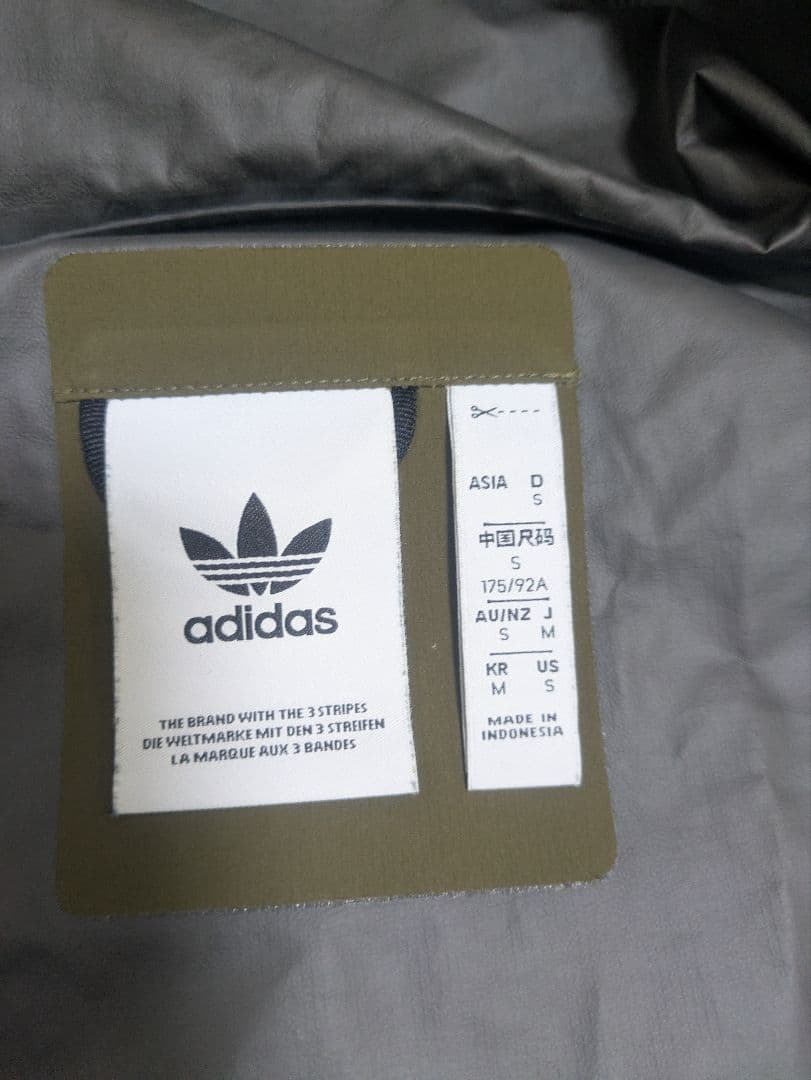 adidas
THE BRAND WITH THE 3 STRIPES
DIE WELTMARKE MIT DEN 3 STREIFEN
LA MARQUE AUX 3 BANDES
ASIA D
S
中国尺码
S
175/92A
AU/NZ J
S M
KR US
M S
MADE IN
INDONESIA